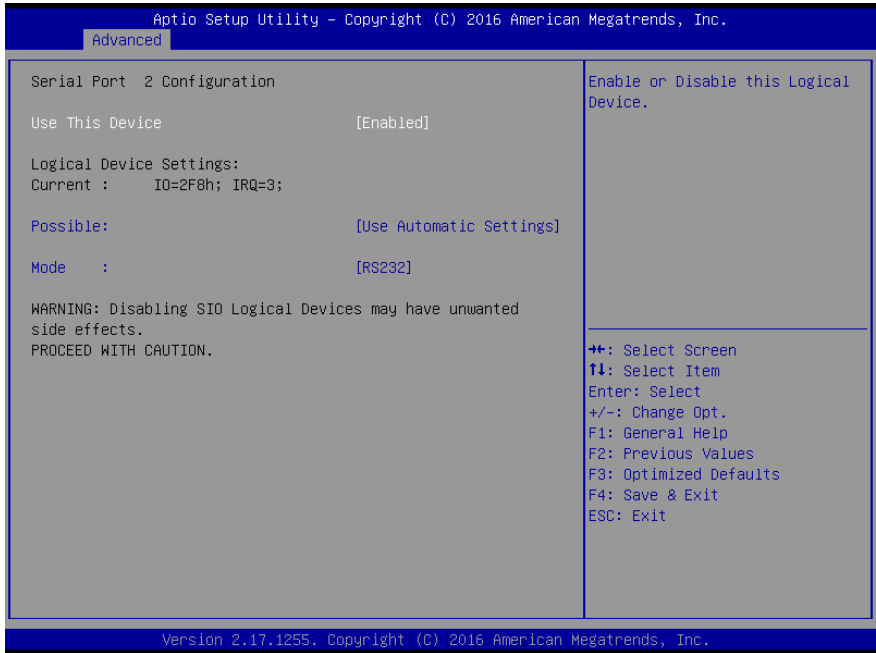 Aptio Setup Utility – Copyright (C) 2016 American Megatrends, Inc.
Advanced
Serial Port  2 Configuration
Use This Device [Enabled]
Logical Device Settings:
Current : IO=2F8h; IRQ=3;
Possible: [Use Automatic Settings]
Mode : [RS232]
WARNING: Disabling SIO Logical Devices may have unwanted
side effects.
PROCEED WITH CAUTION.
Enable or Disable this Logical
Device.
→←: Select Screen
↑↓: Select Item
Enter: Select
+/-: Change Opt.
F1: General Help
F2: Previous Values
F3: Optimized Defaults
F4: Save & Exit
ESC: Exit
Version 2.17.1255. Copyright (C) 2016 American Megatrends, Inc.